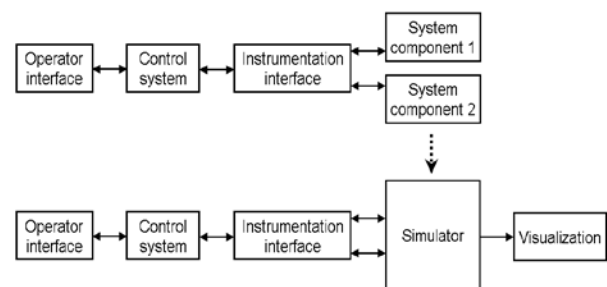 System
component 1
Operator
interface
Control
system
Instrumentation
interface
System
component 2
Operator
interface
Control
system
Instrumentation
interface
Simulator
Visualization